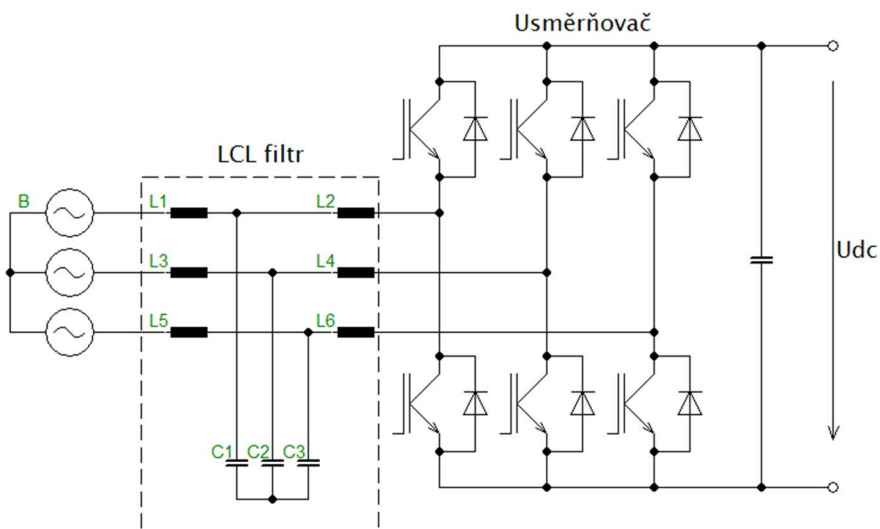 Usměrňovač
LCL filtr
B
L1
L2
L3
L4
L5
L6
Udc
C1
C2
C3